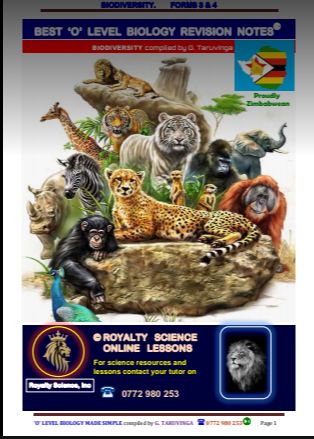 BIODIVERSITY. FORMS 3 & 4
BEST 'O' LEVEL BIOLOGY REVISION NOTES®
BIODIVERSITY compiled by G. Taruvinga
Proudly
Zimbabwean
© ROYALTY SCIENCE
ONLINE LESSONS
For science resources and
lessons contact your tutor on
☎ 0772 980 253
Royalty Science, Inc
'O' LEVEL BIOLOGY MADE SIMPLE compiled by G. TARUVINGA ☎ 0772 980 253 Page 1